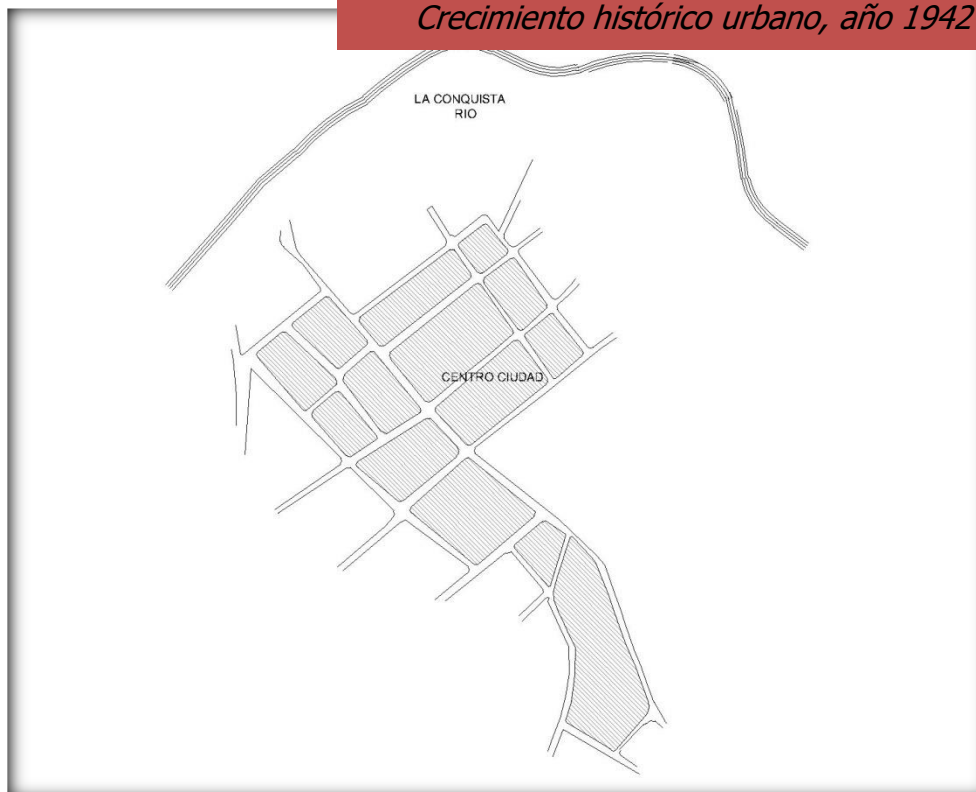 Crecimiento histórico urbano, año 1942
LA CONQUISTA
RIO
CENTRO CIUDAD